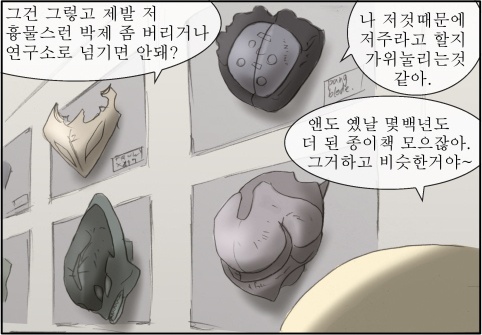 그건 그렇고 제발 저
흉물스런 박제 좀 버리거나
연구소로 넘기면 안돼?
나 저것때문에
저주라고 할지
가위눌리는것
같아.
앤도 옜날 몇백년도
더 된 종이책 모으잖아.
그거하고 비슷한거야~